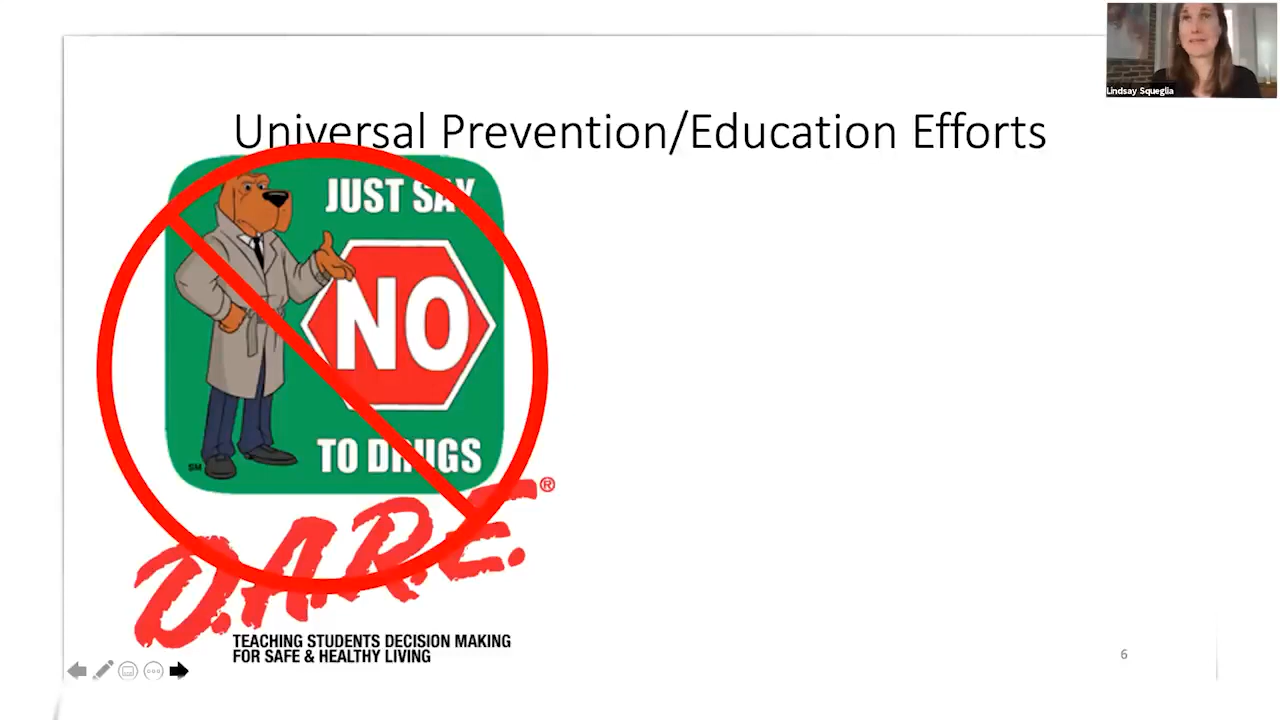 Lindsay Squeglia
Universal Prevention/Education Efforts
JUST SAY
NO
TO DRUGS
SM
D.A.R.E.®
TEACHING STUDENTS DECISION MAKING
FOR SAFE & HEALTHY LIVING
6